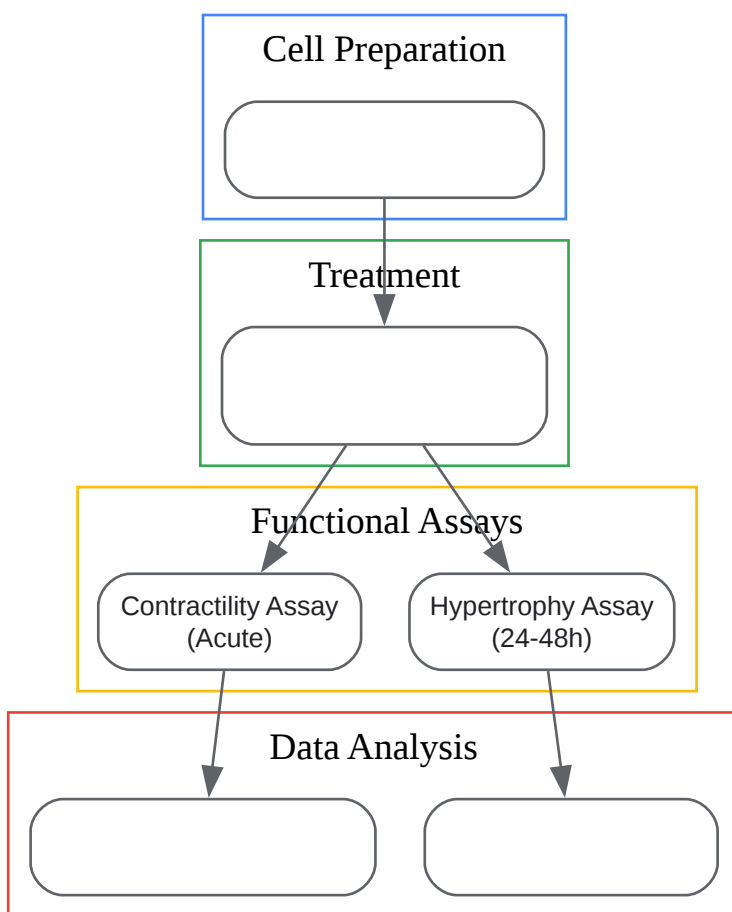 Cell Preparation
Treatment
Functional Assays
Contractility Assay
(Acute)
Hypertrophy Assay
(24-48h)
Data Analysis